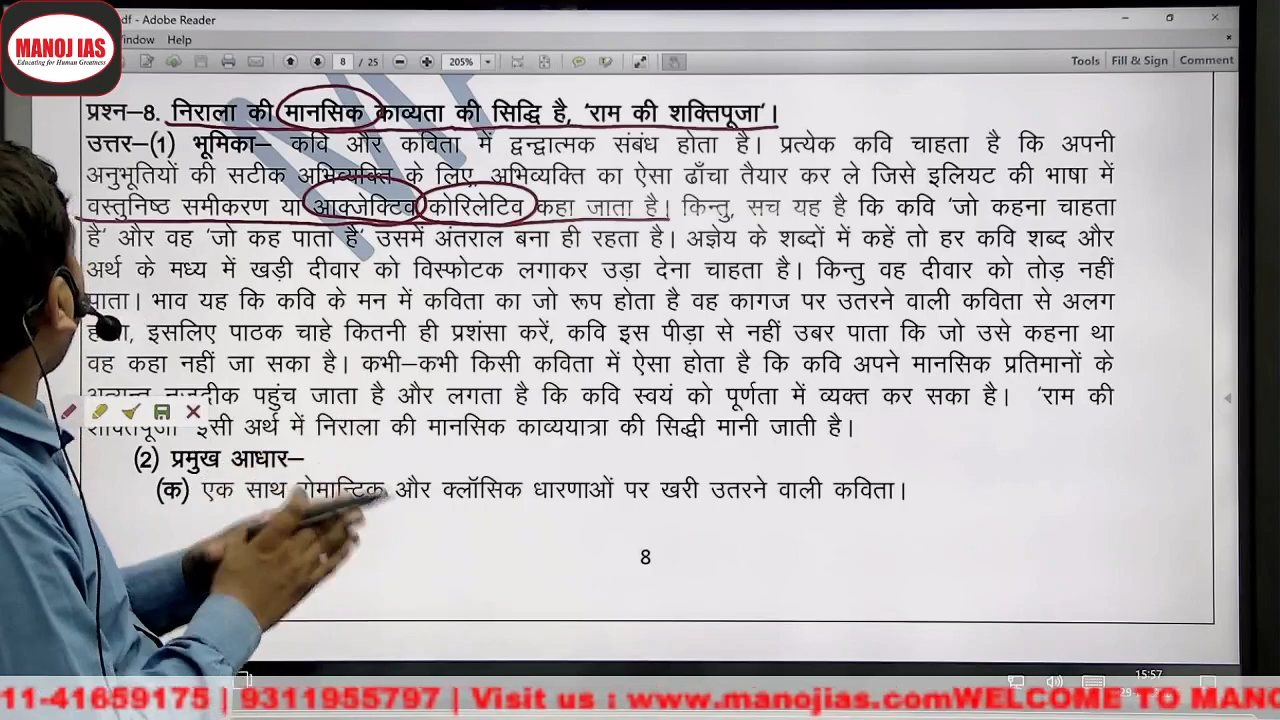 MANOJ IAS
Educating for Human Greatness
df - Adobe Reader
indow Help
8 / 25 205% Tools Fill & Sign Comment
प्रश्न–8. निराला की मानसिक काव्यता की सिद्धि है, ‘राम की शक्तिपूजा’।
उत्तर–(1) भूमिका– कवि और कविता में द्वन्द्वात्मक संबंध होता है। प्रत्येक कवि चाहता है कि अपनी
अनुभूतियों की सटीक अभिव्यक्ति के लिए, अभिव्यक्ति का ऐसा ढाँचा तैयार कर ले जिसे इलियट की भाषा में
वस्तुनिष्ठ समीकरण या आब्जेक्टिव कोरिलेटिव कहा जाता है। किन्तु, सच यह है कि कवि ‘जो कहना चाहता
है’ और वह ‘जो कह पाता है’ उसमें अंतराल बना ही रहता है। अज्ञेय के शब्दों में कहें तो हर कवि शब्द और
अर्थ के मध्य में खड़ी दीवार को विस्फोटक लगाकर उड़ा देना चाहता है। किन्तु वह दीवार को तोड़ नहीं
पाता। भाव यह कि कवि के मन में कविता का जो रूप होता है वह कागज पर उतरने वाली कविता से अलग
इसलिए पाठक चाहे कितनी ही प्रशंसा करें, कवि इस पीड़ा से नहीं उबर पाता कि जो उसे कहना था
वह कहा नहीं जा सका है। कभी–कभी किसी कविता में ऐसा होता है कि कवि अपने मानसिक प्रतिमानों के
अत्यन्त नजदीक पहुंच जाता है और लगता है कि कवि स्वयं को पूर्णता में व्यक्त कर सका है। ‘राम की
शक्तिपूजा’ इसी अर्थ में निराला की मानसिक काव्ययात्रा की सिद्धी मानी जाती है।
(2) प्रमुख आधार–
(क) एक साथ रोमान्टिक और क्लॉसिक धारणाओं पर खरी उतरने वाली कविता।
8
15:57
11-41659175 | 9311955797 | Visit us : www.manojias.comWELCOME TO MANO